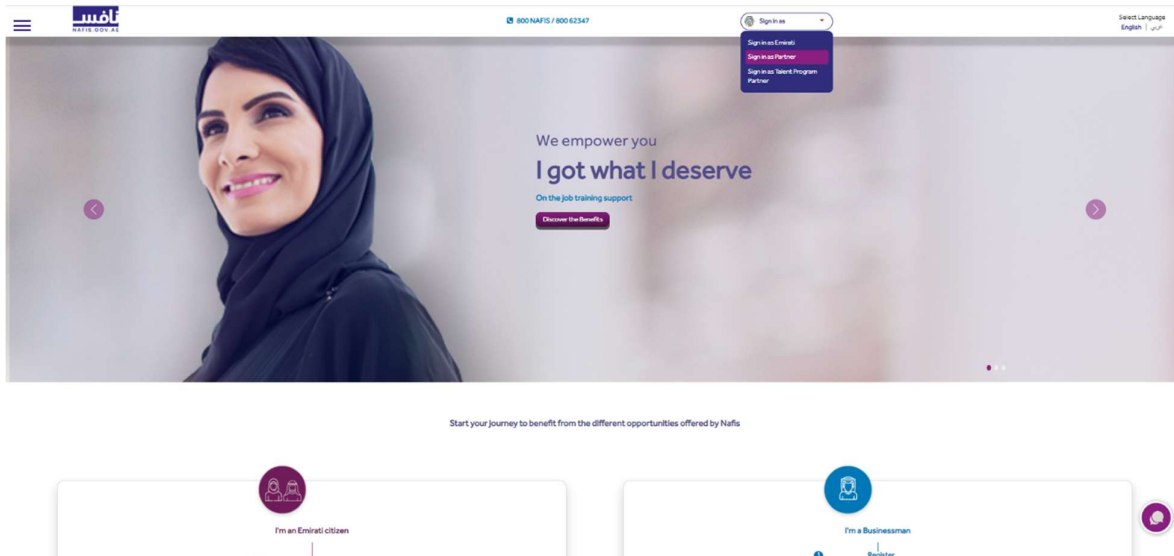 نافس
NAFIS.GOV.AE
800 NAFIS / 800 62347
Sign in as
Sign in as Emirati
Sign in as Partner
Sign in as Talent Program
Partner
Select Language
English | عربي
We empower you
I got what I deserve
On the job training support
Discover the Benefits
Start your journey to benefit from the different opportunities offered by Nafis
I'm an Emirati citizen
I'm a Businessman
Register